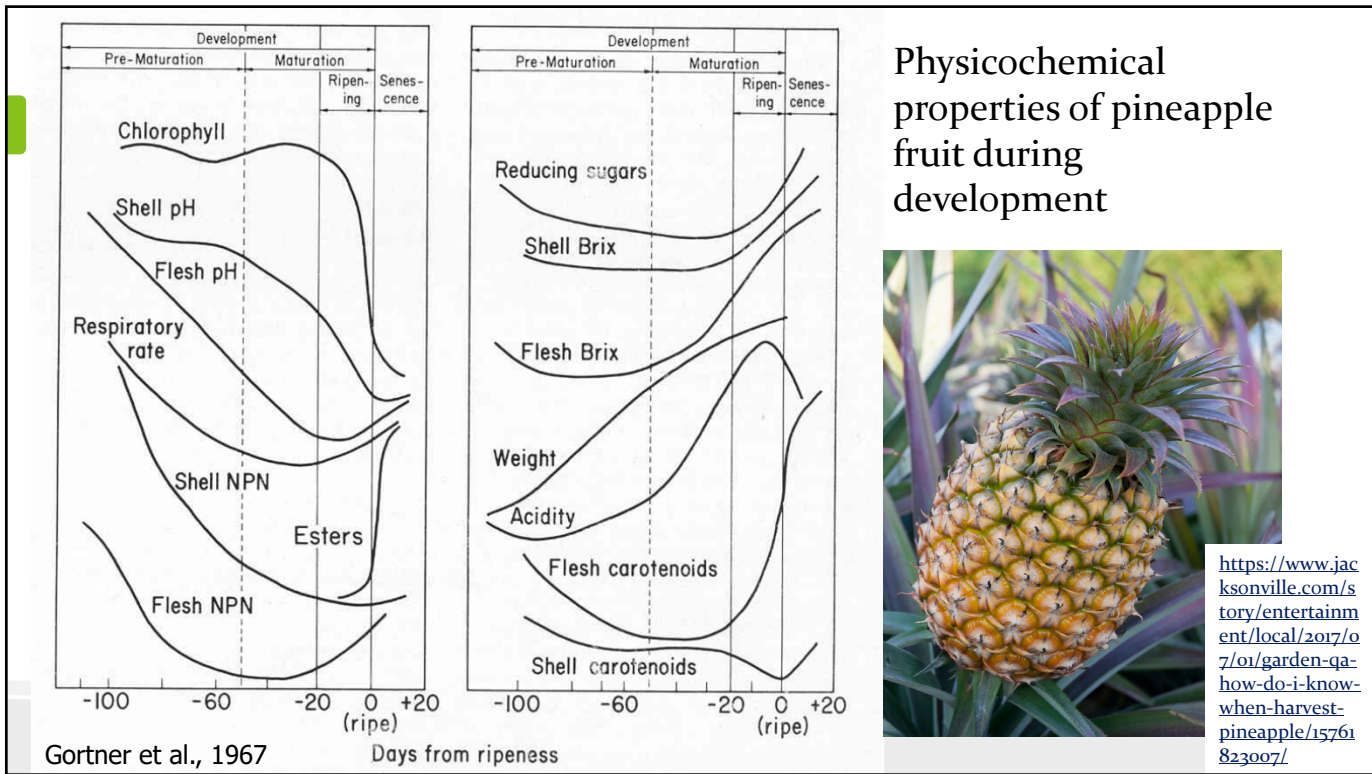 Development
Pre-Maturation
Maturation
Ripen-
ing
Senes-
cence
Chlorophyll
Shell pH
Flesh pH
Respiratory
rate
Shell NPN
Esters
Flesh NPN
-100
-60
-20
0
+20
(ripe)
Development
Pre-Maturation
Maturation
Ripen-
ing
Senes-
cence
Reducing sugars
Shell Brix
Flesh Brix
Weight
Acidity
Flesh carotenoids
Shell carotenoids
-100
-60
-20
0
+20
(ripe)
Days from ripeness
Gortner et al., 1967
Physicochemical
properties of pineapple
fruit during
development
https://www.jac
ksonville.com/s
tory/entertainm
ent/local/2017/0
7/01/garden-qa-
how-do-i-know-
when-harvest-
pineapple/15761
823007/